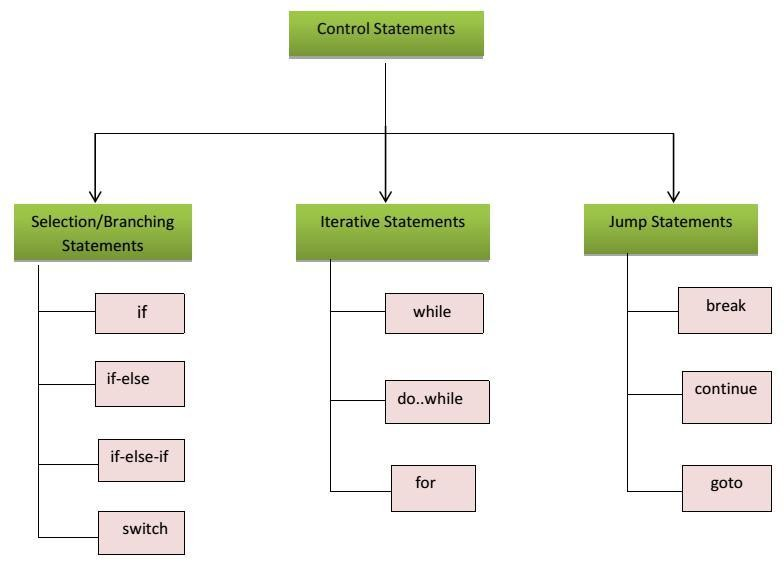 Control Statements
Selection/Branching
Statements
Iterative Statements
Jump Statements
if
if-else
if-else-if
switch
while
do..while
for
break
continue
goto